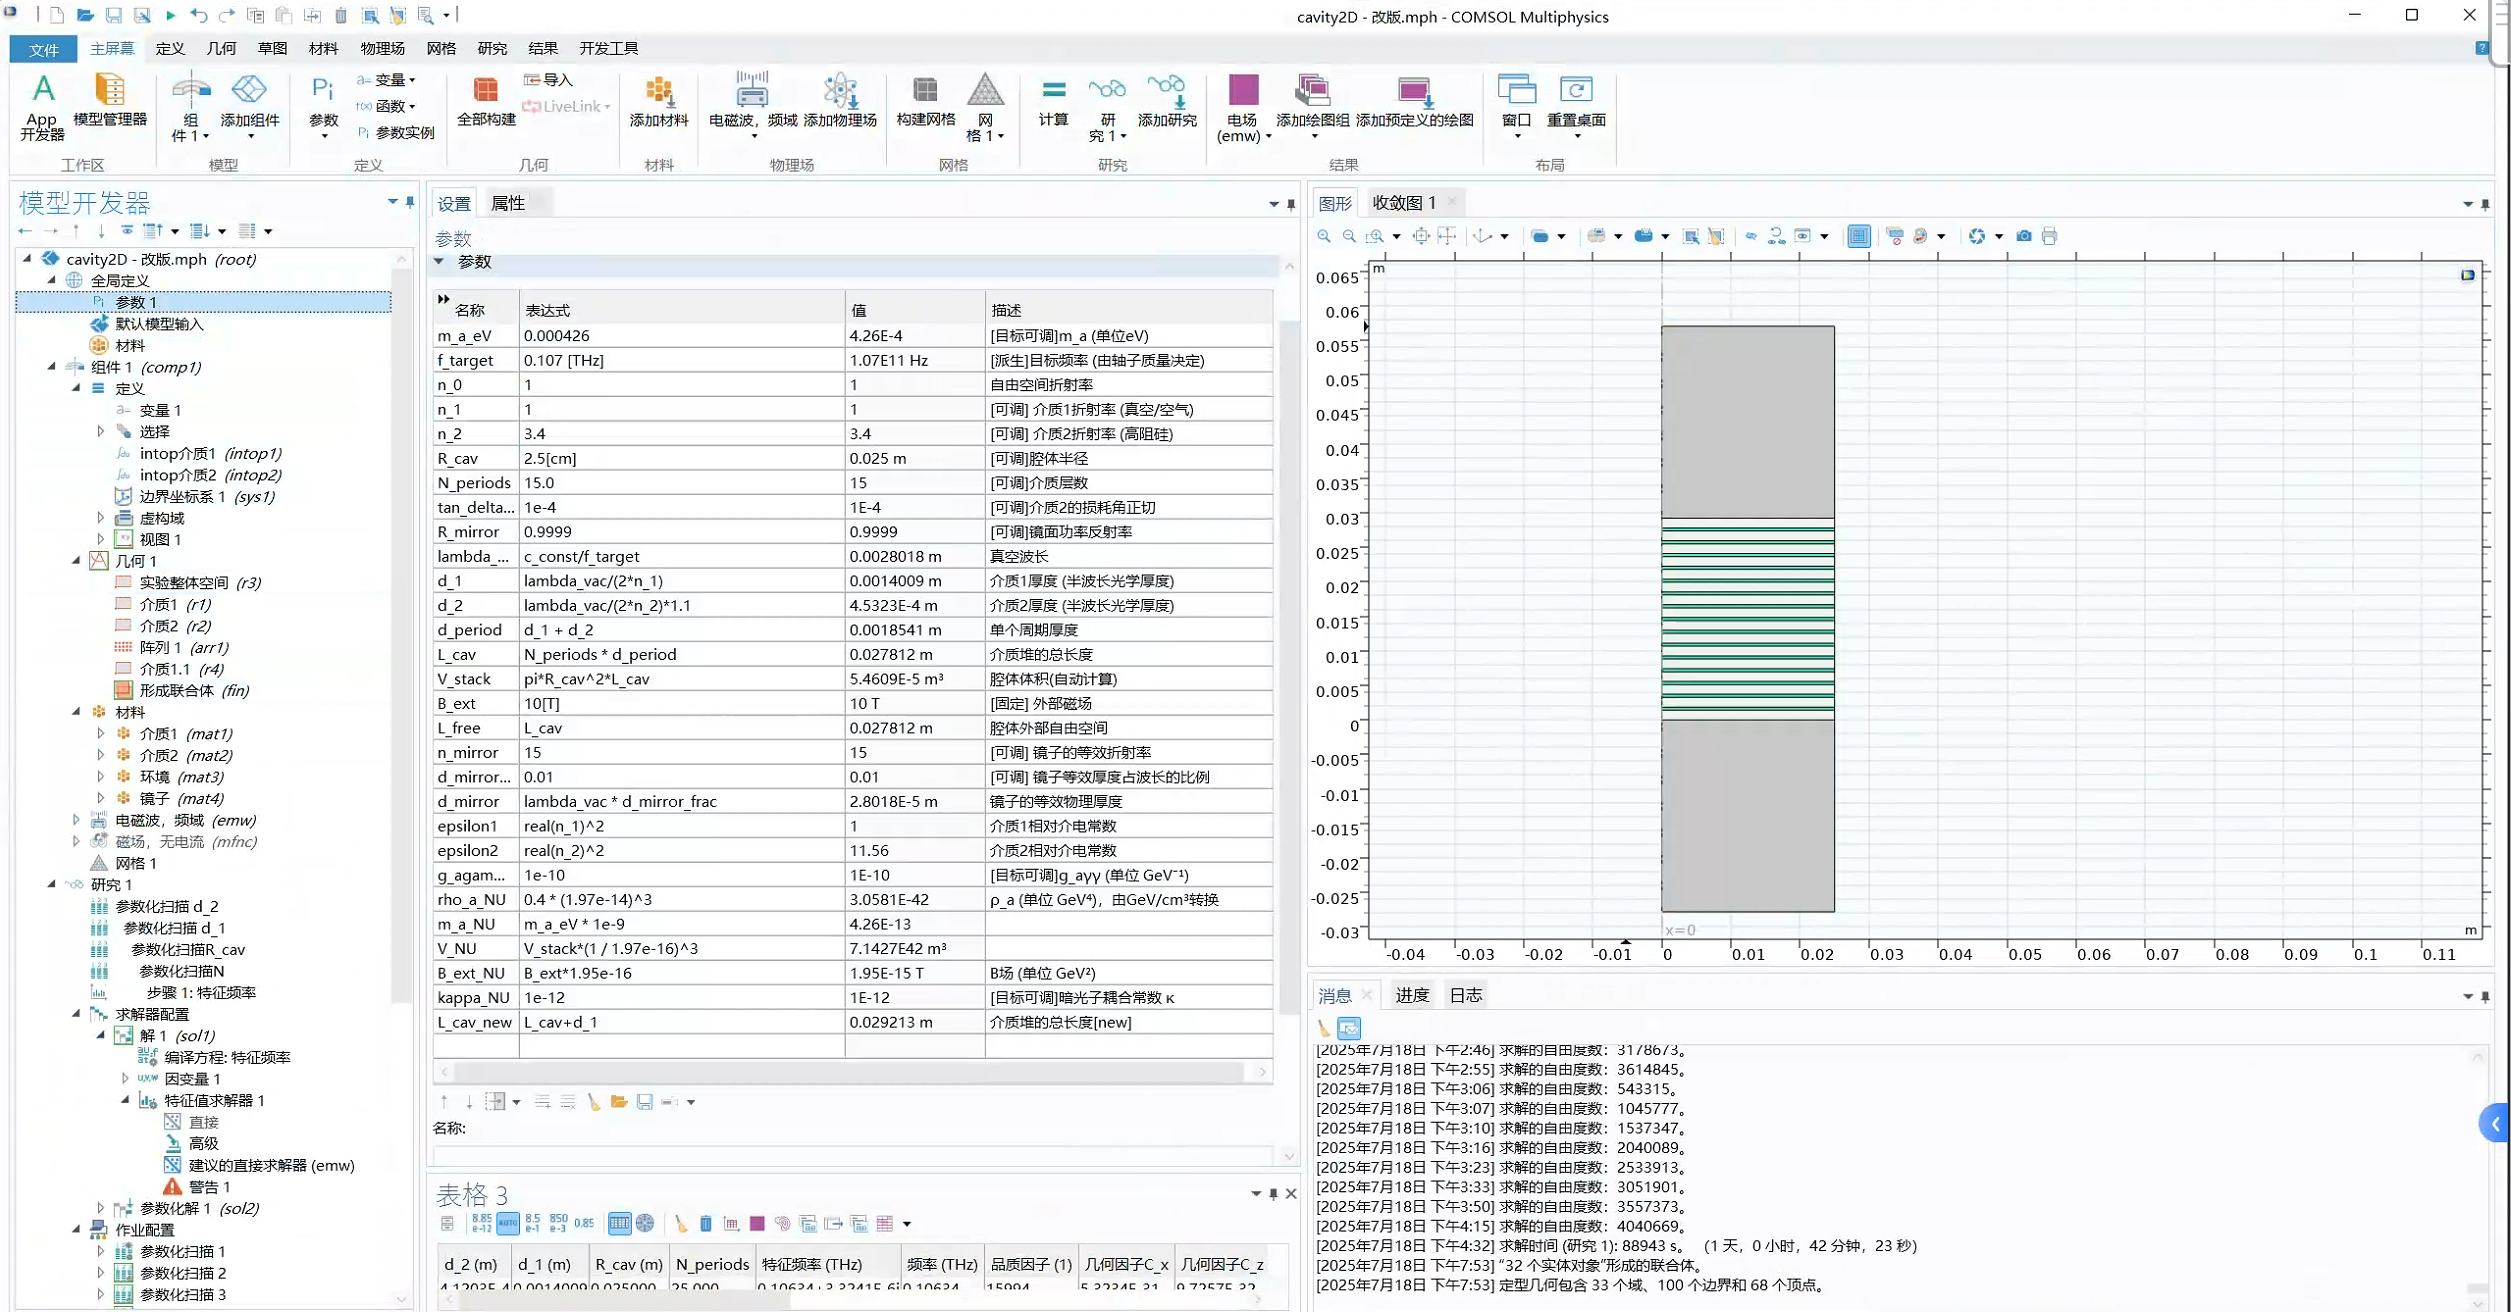 cavity2D - 改版.mph - COMSOL Multiphysics
文件 主屏幕 定义 几何 草图 材料 物理场 网格 研究 结果 开发工具
App 开发器
模型管理器
工作区
组件 1
添加组件
模型
Pi 参数
a= 变量
f(x) 函数
Pi 参数实例
定义
全部构建
导入
LiveLink
几何
添加材料
材料
电磁波，频域
添加物理场
物理场
构建网格
网格 1
网格
计算
研究 1
添加研究
研究
电场 (emw)
添加绘图组
添加预定义的绘图
结果
窗口
重置桌面
布局
模型开发器
cavity2D - 改版.mph (root)
全局定义
Pi 参数 1
默认模型输入
材料
组件 1 (comp1)
定义
a= 变量 1
选择
intop介质1 (intop1)
intop介质2 (intop2)
边界坐标系 1 (sys1)
虚构域
视图 1
几何 1
实验整体空间 (r3)
介质1 (r1)
介质2 (r2)
阵列 1 (arr1)
介质1.1 (r4)
形成联合体 (fin)
材料
介质1 (mat1)
介质2 (mat2)
环境 (mat3)
镜子 (mat4)
电磁波，频域 (emw)
磁场，无电流 (mfnc)
网格 1
研究 1
参数化扫描 d_2
参数化扫描 d_1
参数化扫描R_cav
参数化扫描N
步骤 1: 特征频率
求解器配置
解 1 (sol1)
编译方程: 特征频率
因变量 1
特征值求解器 1
直接
高级
建议的直接求解器 (emw)
警告 1
参数化解 1 (sol2)
作业配置
参数化扫描 1
参数化扫描 2
参数化扫描 3
设置 属性
参数
参数
名称 表达式 值 描述
m_a_eV 0.000426 4.26E-4 [目标可调]m_a (单位eV)
f_target 0.107 [THz] 1.07E11 Hz [派生]目标频率 (由轴子质量决定)
n_0 1 1 自由空间折射率
n_1 1 1 [可调] 介质1折射率 (真空/空气)
n_2 3.4 3.4 [可调] 介质2折射率 (高阻硅)
R_cav 2.5[cm] 0.025 m [可调]腔体半径
N_periods 15.0 15 [可调]介质层数
tan_delta... 1e-4 1E-4 [可调]介质2的损耗角正切
R_mirror 0.9999 0.9999 [可调]镜面功率反射率
lambda_... c_const/f_target 0.0028018 m 真空波长
d_1 lambda_vac/(2*n_1) 0.0014009 m 介质1厚度 (半波长光学厚度)
d_2 lambda_vac/(2*n_2)*1.1 4.5323E-4 m 介质2厚度 (半波长光学厚度)
d_period d_1 + d_2 0.0018541 m 单个周期厚度
L_cav N_periods * d_period 0.027812 m 介质堆的总长度
V_stack pi*R_cav^2*L_cav 5.4609E-5 m³ 腔体体积(自动计算)
B_ext 10[T] 10 T [固定] 外部磁场
L_free L_cav 0.027812 m 腔体外部自由空间
n_mirror 15 15 [可调] 镜子的等效折射率
d_mirror... 0.01 0.01 [可调] 镜子等效厚度占波长的比例
d_mirror lambda_vac * d_mirror_frac 2.8018E-5 m 镜子的等效物理厚度
epsilon1 real(n_1)^2 1 介质1相对介电常数
epsilon2 real(n_2)^2 11.56 介质2相对介电常数
g_agam... 1e-10 1E-10 [目标可调]g_aγγ (单位 GeV⁻¹)
rho_a_NU 0.4 * (1.97e-14)^3 3.0581E-42 ρ_a (单位 GeV⁴)，由GeV/cm³转换
m_a_NU m_a_eV * 1e-9 4.26E-13
V_NU V_stack*(1 / 1.97e-16)^3 7.1427E42 m³
B_ext_NU B_ext*1.95e-16 1.95E-15 T B场 (单位 GeV²)
kappa_NU 1e-12 1E-12 [目标可调]暗光子耦合常数 κ
L_cav_new L_cav+d_1 0.029213 m 介质堆的总长度[new]
名称:
表格 3
8.85 e-12 AUTO 8.5 e-1 850 e-3 0.85
d_2 (m) d_1 (m) R_cav (m) N_periods 特征频率 (THz) 频率 (THz) 品质因子 (1) 几何因子C_x 几何因子C_z
图形 收敛图 1
m
0.065
0.06
0.055
0.05
0.045
0.04
0.035
0.03
0.025
0.02
0.015
0.01
0.005
0
-0.005
-0.01
-0.015
-0.02
-0.025
-0.03
x=0
m
-0.04 -0.03 -0.02 -0.01 0 0.01 0.02 0.03 0.04 0.05 0.06 0.07 0.08 0.09 0.1 0.11
消息 进度 日志
[2025年7月18日 下午2:46] 求解的自由度数：3178673。
[2025年7月18日 下午2:55] 求解的自由度数：3614845。
[2025年7月18日 下午3:06] 求解的自由度数：543315。
[2025年7月18日 下午3:07] 求解的自由度数：1045777。
[2025年7月18日 下午3:10] 求解的自由度数：1537347。
[2025年7月18日 下午3:16] 求解的自由度数：2040089。
[2025年7月18日 下午3:23] 求解的自由度数：2533913。
[2025年7月18日 下午3:33] 求解的自由度数：3051901。
[2025年7月18日 下午3:50] 求解的自由度数：3557373。
[2025年7月18日 下午4:15] 求解的自由度数：4040669。
[2025年7月18日 下午4:32] 求解时间 (研究 1): 88943 s。 (1 天，0 小时，42 分钟，23 秒)
[2025年7月18日 下午7:53] “32 个实体对象”形成的联合体。
[2025年7月18日 下午7:53] 定型几何包含 33 个域、100 个边界和 68 个顶点。